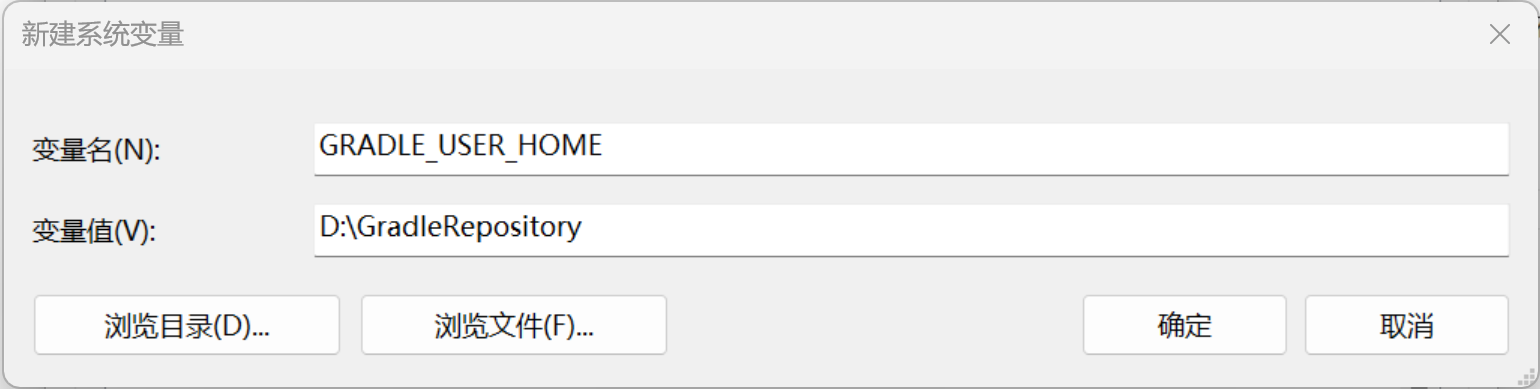 新建系统变量
变量名(N):
GRADLE_USER_HOME
变量值(V):
D:\GradleRepository
浏览目录(D)...
浏览文件(F)...
确定
取消